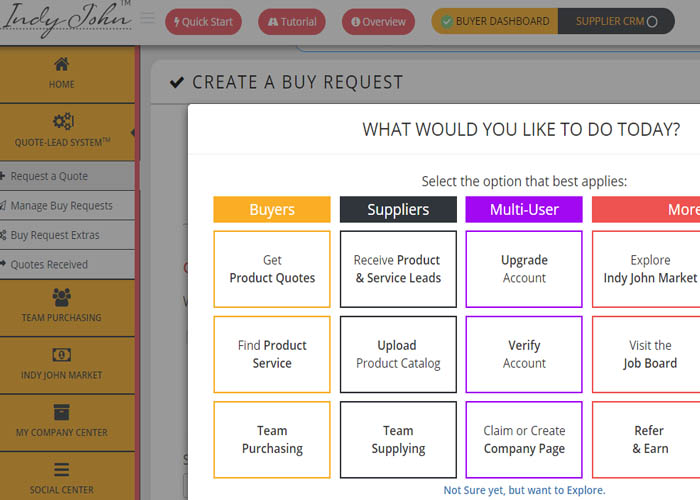 Indy John™
Quick Start
Tutorial
Overview
BUYER DASHBOARD
SUPPLIER CRM
HOME
QUOTE-LEAD SYSTEM™
Request a Quote
Manage Buy Requests
Buy Request Extras
Quotes Received
TEAM PURCHASING
INDY JOHN MARKET
MY COMPANY CENTER
SOCIAL CENTER
CREATE A BUY REQUEST
WHAT WOULD YOU LIKE TO DO TODAY?
Select the option that best applies:
Buyers
Suppliers
Multi-User
More
Get
Product Quotes
Receive Product
& Service Leads
Upgrade
Account
Explore
Indy John Market
Find Product
Service
Upload
Product Catalog
Verify
Account
Visit the
Job Board
Team
Purchasing
Team
Supplying
Claim or Create
Company Page
Refer
& Earn
Not Sure yet, but want to Explore.